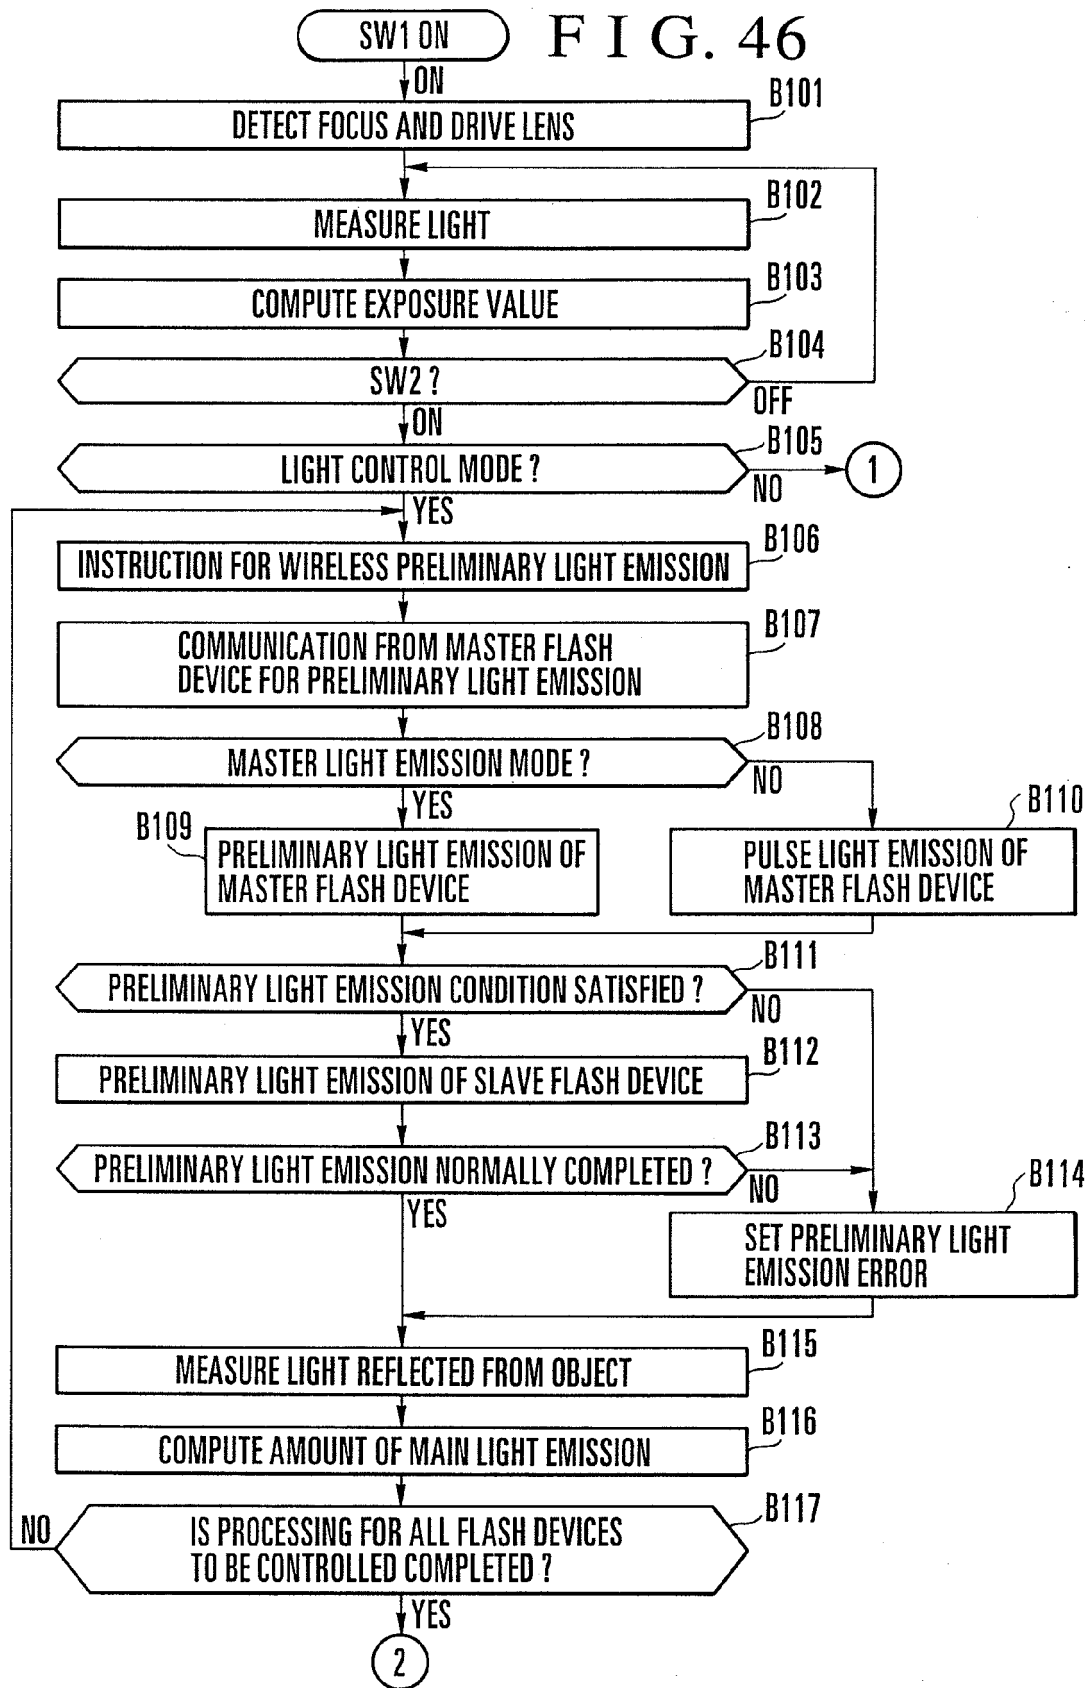 SW1 ON
F I G. 46
ON
B101
DETECT FOCUS AND DRIVE LENS
B102
MEASURE LIGHT
B103
COMPUTE EXPOSURE VALUE
B104
SW2 ?
OFF
ON
B105
LIGHT CONTROL MODE ?
1
NO
YES
B106
INSTRUCTION FOR WIRELESS PRELIMINARY LIGHT EMISSION
B107
COMMUNICATION FROM MASTER FLASH
DEVICE FOR PRELIMINARY LIGHT EMISSION
B108
MASTER LIGHT EMISSION MODE ?
NO
YES
B109
PRELIMINARY LIGHT EMISSION OF
MASTER FLASH DEVICE
B110
PULSE LIGHT EMISSION OF
MASTER FLASH DEVICE
B111
PRELIMINARY LIGHT EMISSION CONDITION SATISFIED ?
NO
YES
B112
PRELIMINARY LIGHT EMISSION OF SLAVE FLASH DEVICE
B113
PRELIMINARY LIGHT EMISSION NORMALLY COMPLETED ?
NO
YES
B114
SET PRELIMINARY LIGHT
EMISSION ERROR
B115
MEASURE LIGHT REFLECTED FROM OBJECT
B116
COMPUTE AMOUNT OF MAIN LIGHT EMISSION
B117
NO
IS PROCESSING FOR ALL FLASH DEVICES
TO BE CONTROLLED COMPLETED ?
YES
2